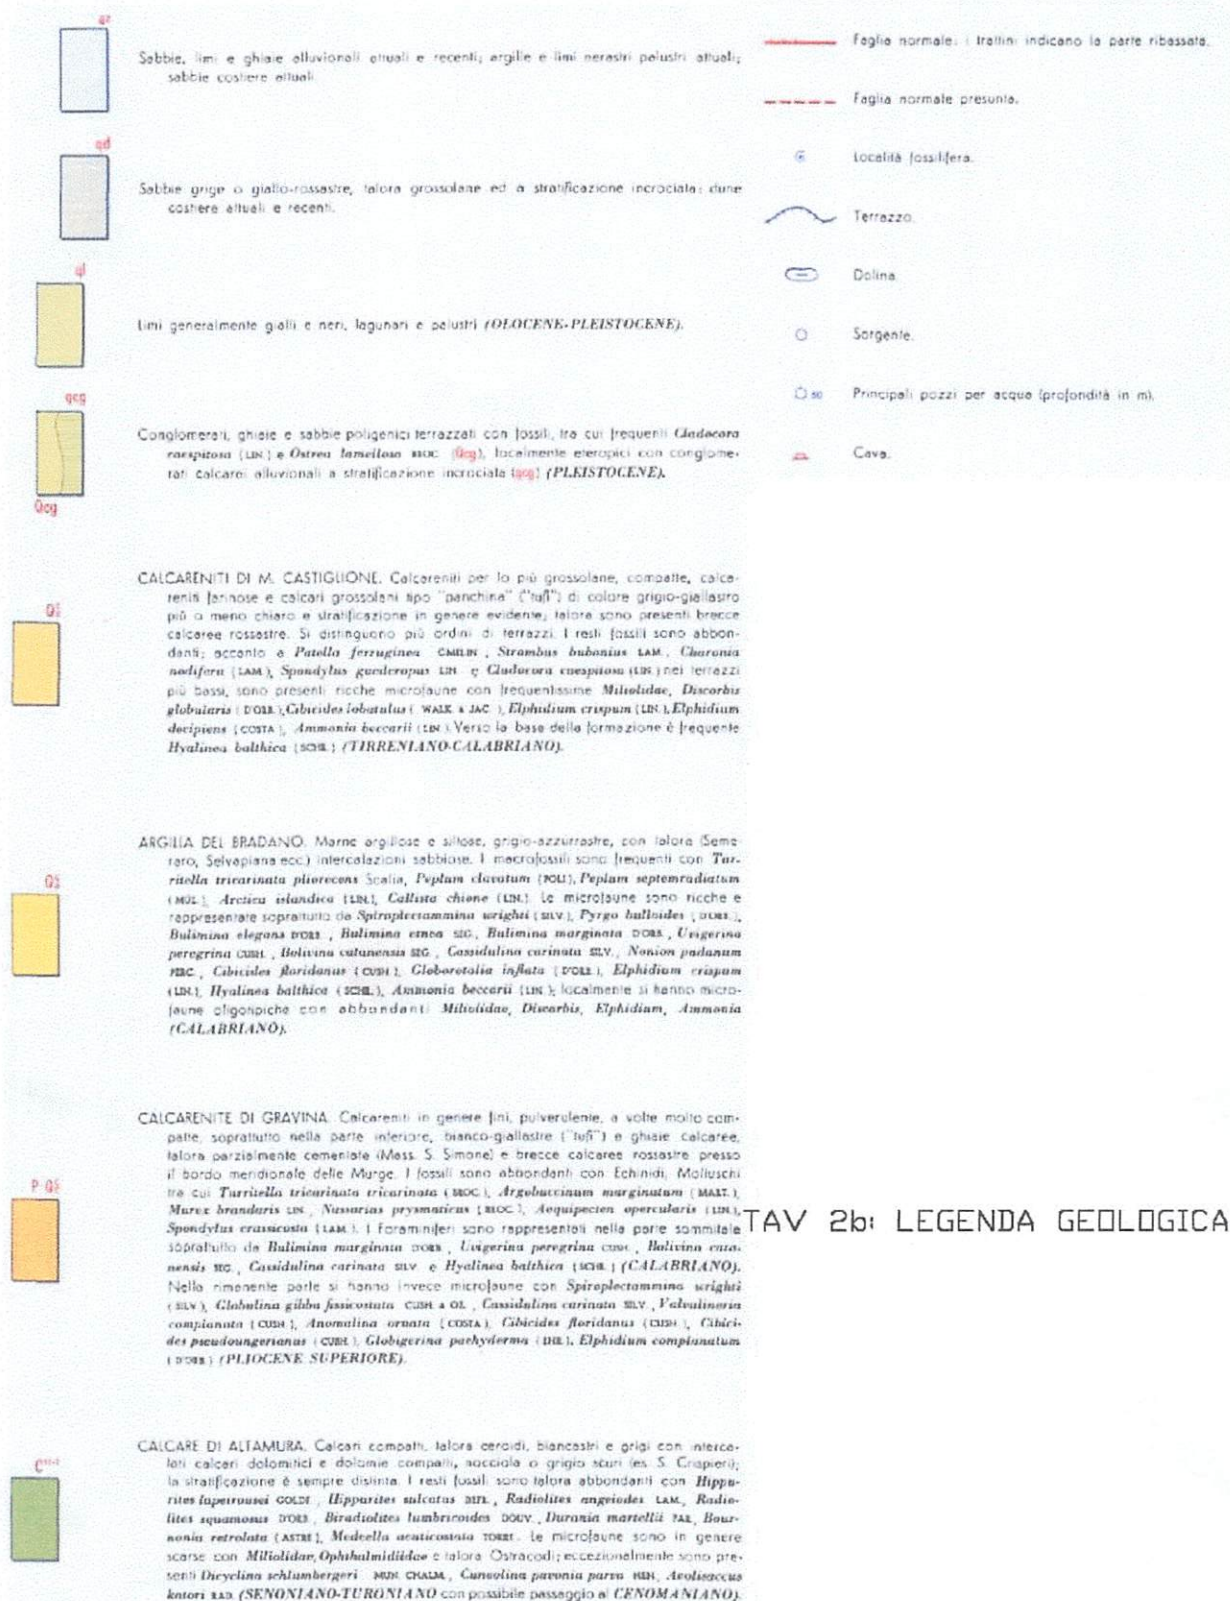 Sabbie, limi e ghiaie alluvionali attuali e recenti; argille e limi nerastri palustri attuali;
sabbie costiere attuali.
qd
Sabbie grige o giallo-rossastre, talora grossolane ed a stratificazione incrociata: dune
costiere attuali e recenti.
ql
Limi generalmente gialli e neri, lagunari e palustri (OLOCENE-PLEISTOCENE).
qcg
Qcg
Conglomerati, ghiaie e sabbie poligenici terrazzati con fossili, tra cui frequenti Cladocora
caespitosa (LIN.) e Ostrea lamellosa BROC. (Qcg), localmente eteropici con conglome-
rati calcarei alluvionali a stratificazione incrociata (qcg) (PLEISTOCENE).
CALCARENITI DI M. CASTIGLIONE. Calcareniti per lo più grossolane, compatte, calca-
reniti farinose e calcari grossolani tipo "panchina" ("tufi") di colore grigio-giallastro
più o meno chiaro e stratificazione in genere evidente; talora sono presenti brecce
calcaree rossastre. Si distinguono più ordini di terrazzi. I resti fossili sono abbon-
danti; accanto a Patella ferruginea GMELIN, Strombus bubonius LAM., Charonia
nodifera (LAM.), Spondylus gaederopus LIN. e Cladocora caespitosa (LIN.) nei terrazzi
più bassi, sono presenti ricche microfaune con frequentissime Miliolidae, Discorbis
globularis (D'ORB.), Cibicides lobatulus (WALK. & JAC.), Elphidium crispum (LIN.), Elphidium
decipiens (COSTA), Ammonia beccarii (LIN.). Verso la base della formazione è frequente
Hyalinea balthica (SCHR.) (TIRRENIANO-CALABRIANO).
ARGILLA DEL BRADANO. Marne argillose e siltose, grigio-azzurrastre, con talora (Seme-
raro, Selvapiana ecc.) intercalazioni sabbiose. I macrofossili sono frequenti con Tur-
ritella tricarinata pliorecens Scalia, Peplum clavatum (POLI), Peplum septemradiatum
(MÜL.), Arctica islandica (LIN.), Callista chione (LIN.). Le microfaune sono ricche e
rappresentate soprattutto da Spiroplectammina wrighti (SILV.), Pyrgo bulloides (D'ORB.),
Bulimina elegans D'ORB., Bulimina etnea SEG., Bulimina marginata D'ORB., Uvigerina
peregrina CUSH., Bolivina catanensis SEG., Cassidulina carinata SILV., Nonion padanum
PERC., Cibicides floridanus (CUSH.), Globorotalia inflata (D'ORB.), Elphidium crispum
(LIN.), Hyalinea balthica (SCHR.), Ammonia beccarii (LIN.); localmente si hanno micro-
faune oligotipiche con abbondanti Miliolidae, Discorbis, Elphidium, Ammonia
(CALABRIANO).
CALCARENITE DI GRAVINA. Calcareniti in genere fini, pulverulente, a volte molto com-
patte, soprattutto nella parte inferiore, bianco-giallastre ("tufi") e ghiaie calcaree,
talora parzialmente cementate (Mass. S. Simone) e brecce calcaree rossastre presso
il bordo meridionale delle Murge. I fossili sono abbondanti con Echinidi, Molluschi
tra cui Turritella tricarinata tricarinata (BROC.), Argobuccinum marginatum (MART.),
Murex brandaris LIN., Nassarius prysmaticus (BROC.), Aequipecten opercularis (LIN.),
Spondylus crassicosta (LAM.). I Foraminiferi sono rappresentati nella parte sommitale
soprattutto da Bulimina marginata D'ORB., Uvigerina peregrina CUSH., Bolivina cata-
nensis SEG., Cassidulina carinata SILV. e Hyalinea balthica (SCHR.) (CALABRIANO).
Nella rimanente parte si hanno invece microfaune con Spiroplectammina wrighti
(SILV.), Globulina gibba fissicostata CUSH. & OZ., Cassidulina carinata SILV., Valvulineria
complanata (CUSH.), Anomalina ornata (COSTA), Cibicides floridanus (CUSH.), Cibici-
des pseudoungerianus (CUSH.), Globigerina pachyderma (EHR.), Elphidium complanatum
(D'ORB.) (PLIOCENE SUPERIORE).
CALCARE DI ALTAMURA. Calcari compatti, talora ceroidi, biancastri e grigi con interca-
lati calcari dolomitici e dolomie compatti, nocciola o grigio scuri (es. S. Crispieri);
la stratificazione è sempre distinta. I resti fossili sono talora abbondanti con Hippu-
rites lapeirousei GOLDF., Hippurites sulcatus DEFR., Radiolites angeiodes LAM., Radio-
lites squamosus D'ORB., Biradiolites lumbricoides DOUV., Durania martellii PAR., Bour-
nonia retrolata (ASTRE), Medeella acuticostata TORRE. Le microfaune sono in genere
scarse con Miliolidae, Ophthalmidiidae e talora Ostracodi; eccezionalmente sono pre-
senti Dicyclina schlumbergeri MUN. CHALM., Cuneolina pavonia parva HEN., Aeolisaccus
kotori RAD. (SENONIANO-TURONIANO con possibile passaggio al CENOMANIANO).
Faglia normale: i trattini indicano la parte ribassata.
Faglia normale presunta.
Località fossilifera.
Terrazzo.
Dolina.
Sorgente.
50 Principali pozzi per acqua (profondità in m).
Cava.
TAV 2b: LEGENDA GEOLOGICA